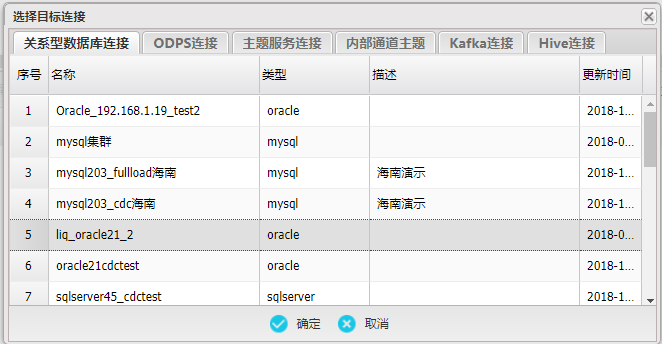 选择目标连接
关系型数据库连接 ODPS连接 主题服务连接 内部通道主题 Kafka连接 Hive连接
序号 名称 类型 描述 更新时间
1 Oracle_192.168.1.19_test2 oracle 2018-1...
2 mysql集群 mysql 2018-0...
3 mysql203_fullload海南 mysql 海南演示 2018-1...
4 mysql203_cdc海南 mysql 海南演示 2018-1...
5 liq_oracle21_2 oracle 2018-0...
6 oracle21cdctest oracle 2018-1...
7 sqlserver45_cdctest sqlserver 2018-1...
确定 取消